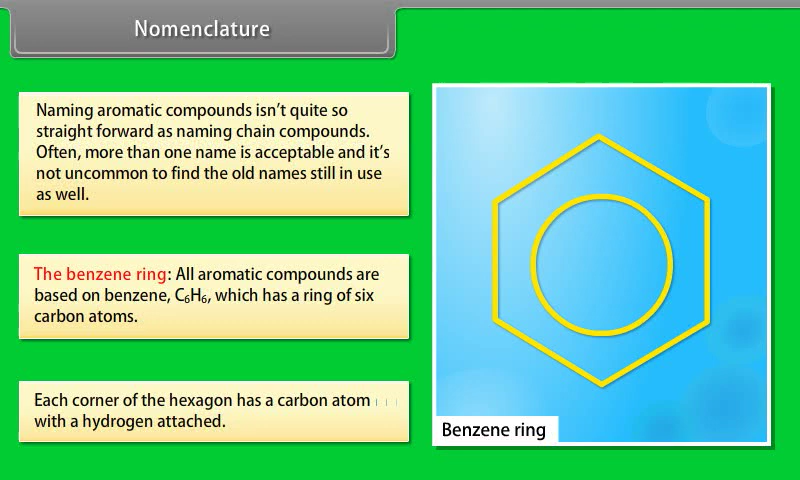 Nomenclature
Naming aromatic compounds isn't quite so
straight forward as naming chain compounds.
Often, more than one name is acceptable and it's
not uncommon to find the old names still in use
as well.
The benzene ring: All aromatic compounds are
based on benzene, C₆H₆, which has a ring of six
carbon atoms.
Each corner of the hexagon has a carbon atom
with a hydrogen attached.
Benzene ring